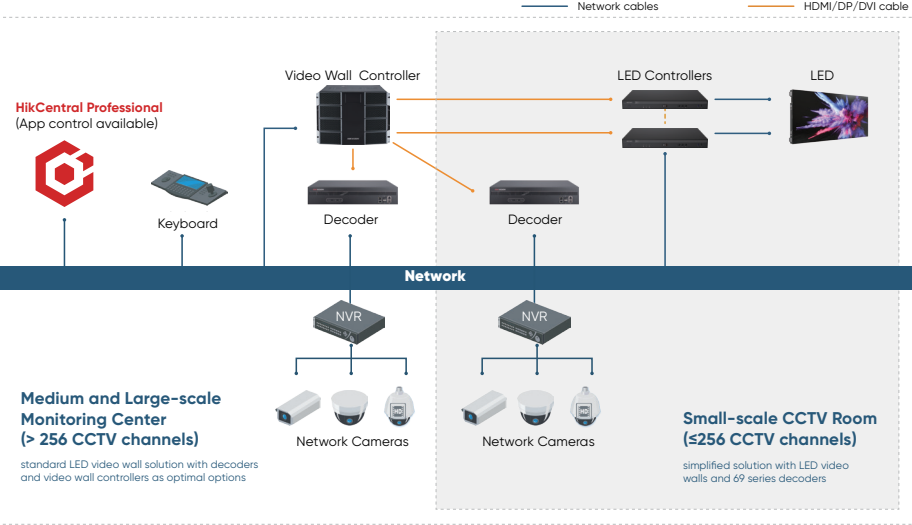 Network cables
HDMI/DP/DVI cable
Video Wall Controller
LED Controllers
LED
HikCentral Professional
(App control available)
Keyboard
Decoder
Decoder
Network
NVR
NVR
HD
HD
Network Cameras
Network Cameras
Medium and Large-scale
Monitoring Center
(> 256 CCTV channels)
standard LED video wall solution with decoders
and video wall controllers as optimal options
Small-scale CCTV Room
(≤256 CCTV channels)
simplified solution with LED video
walls and 69 series decoders